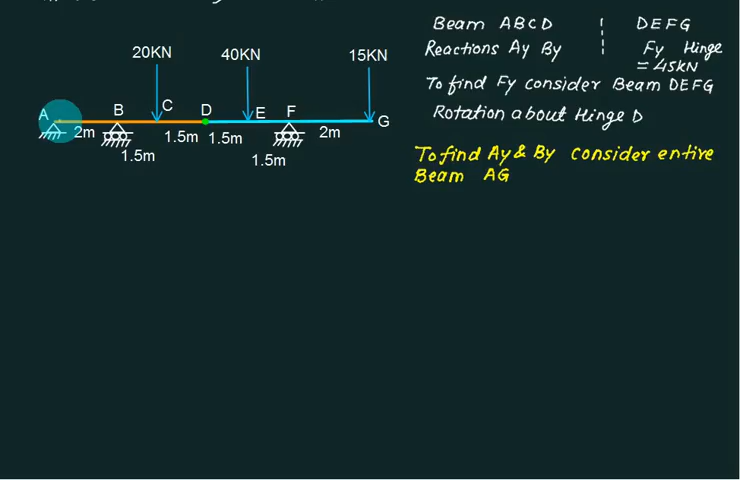 Beam ABCD DEFG
Reactions Ay By Fy Hinge
= 45kN
To find Fy consider Beam DEFG
Rotation about Hinge D
To find Ay & By consider entire
Beam AG
20KN 40KN 15KN
A B C D E F G
2m 1.5m 1.5m 2m
1.5m 1.5m